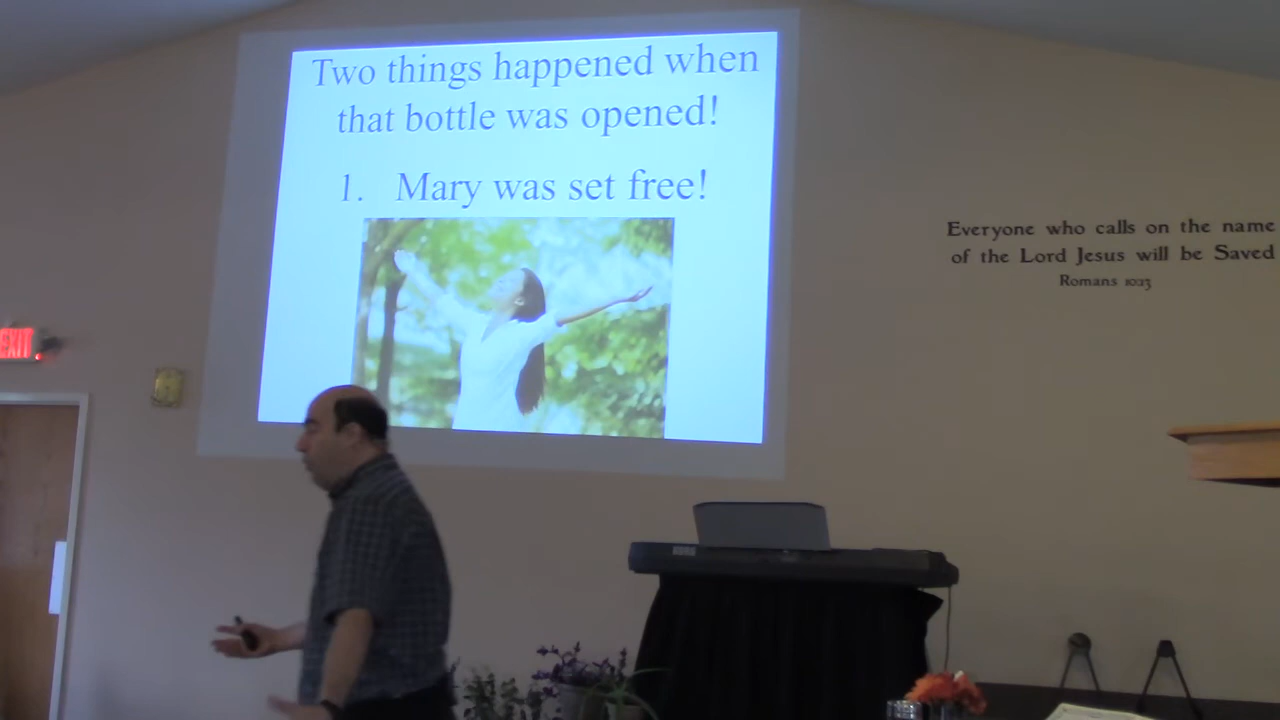 Two things happened when
that bottle was opened!
1. Mary was set free!
Everyone who calls on the name
of the Lord Jesus will be Saved
Romans 10:13
EXIT